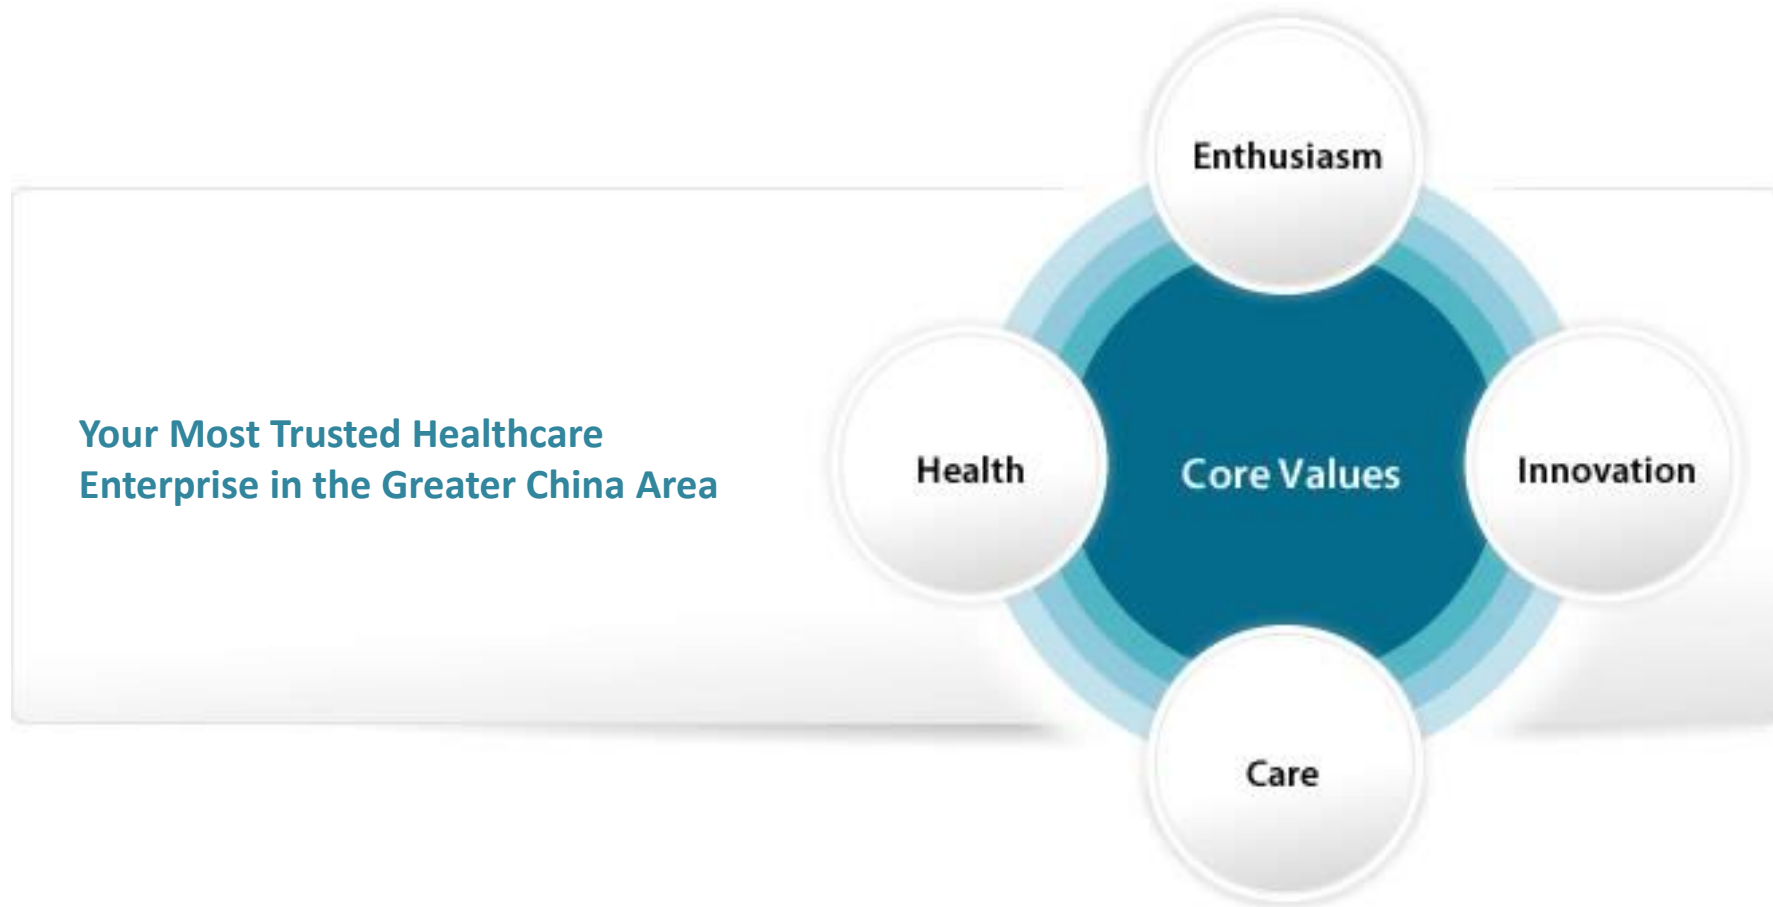 Your Most Trusted Healthcare
Enterprise in the Greater China Area
Enthusiasm
Health
Core Values
Innovation
Care